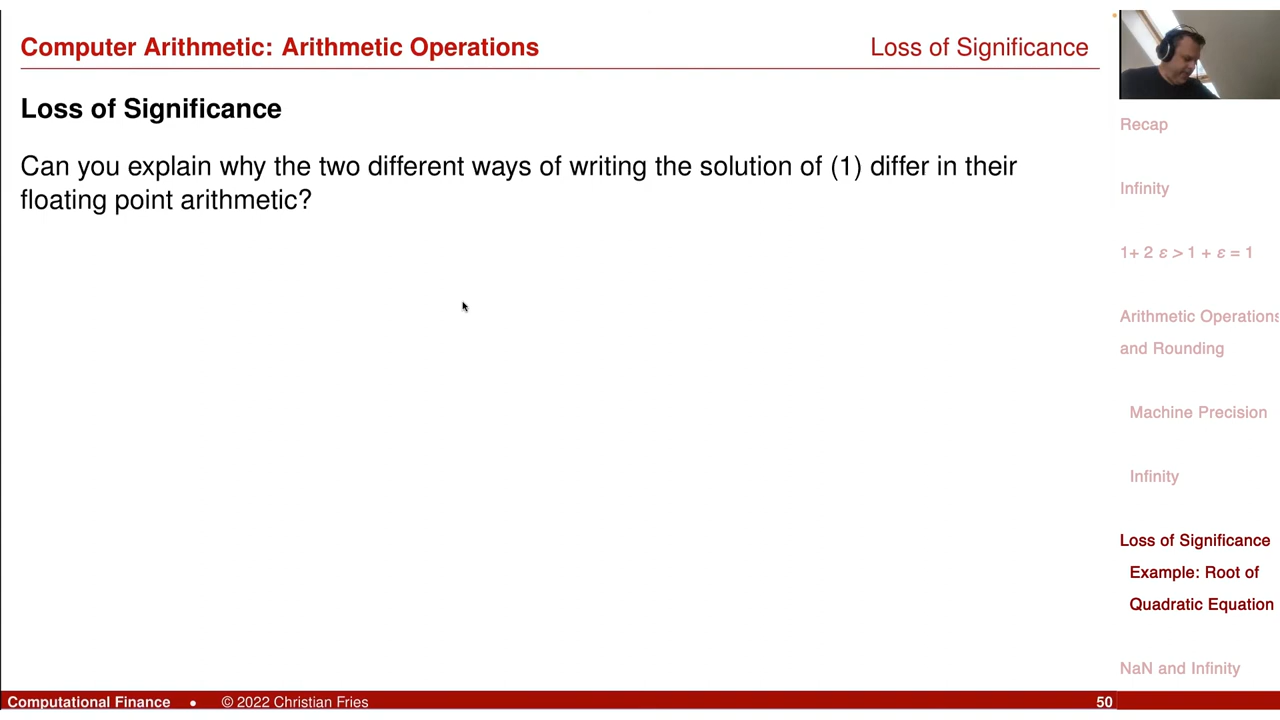 Computer Arithmetic: Arithmetic Operations
Loss of Significance
Loss of Significance
Can you explain why the two different ways of writing the solution of (1) differ in their
floating point arithmetic?
Recap
Infinity
1+ 2 ε > 1 + ε = 1
Arithmetic Operations
and Rounding
Machine Precision
Infinity
Loss of Significance
Example: Root of
Quadratic Equation
NaN and Infinity
Computational Finance • © 2022 Christian Fries 50